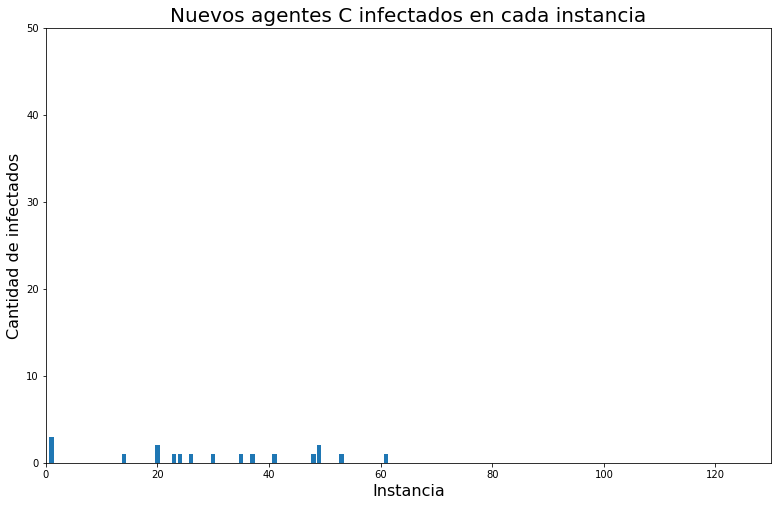 Nuevos agentes C infectados en cada instancia
50
40
30
20
10
0
Cantidad de infectados
0 20 40 60 80 100 120
Instancia